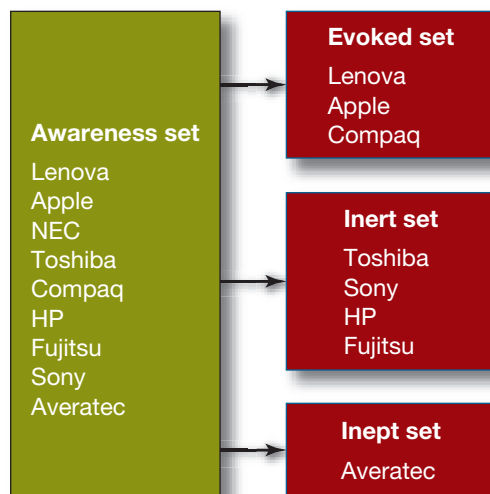 Awareness set
Lenova
Apple
NEC
Toshiba
Compaq
HP
Fujitsu
Sony
Averatec
Evoked set
Lenova
Apple
Compaq
Inert set
Toshiba
Sony
HP
Fujitsu
Inept set
Averatec